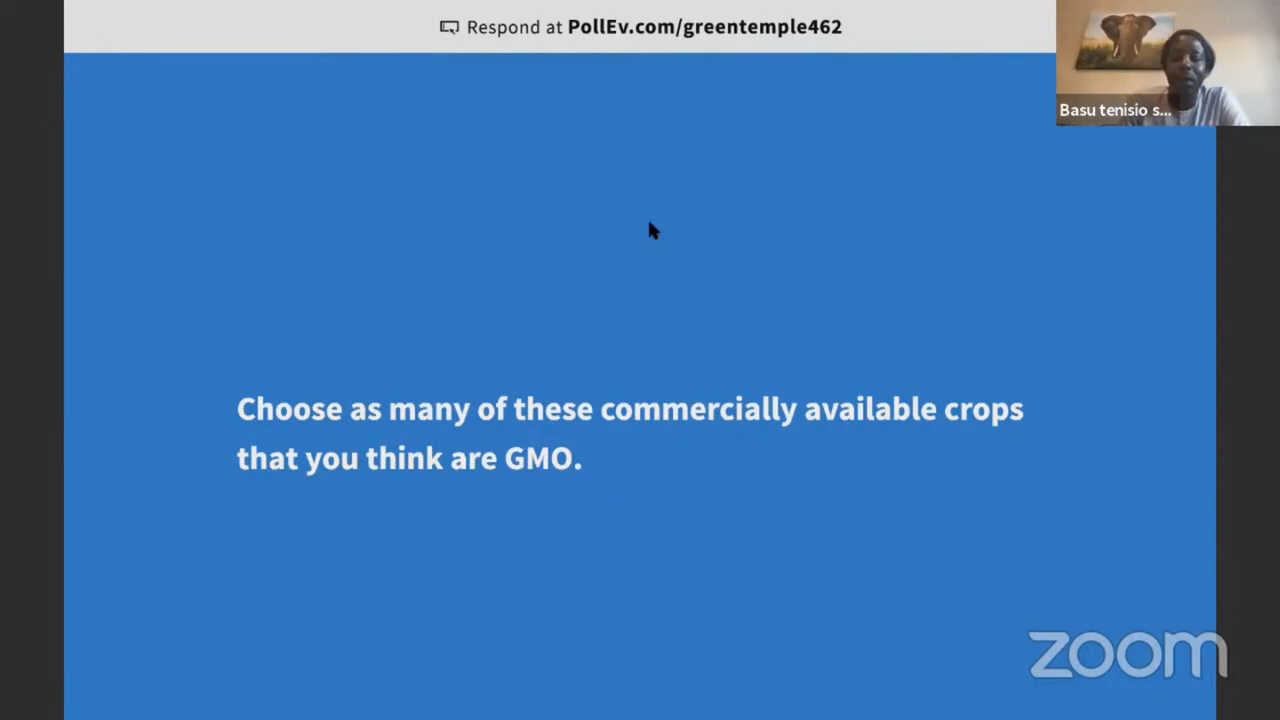 Respond at PollEv.com/greentemple462
Basu tenisio s...
Choose as many of these commercially available crops
that you think are GMO.
zoom